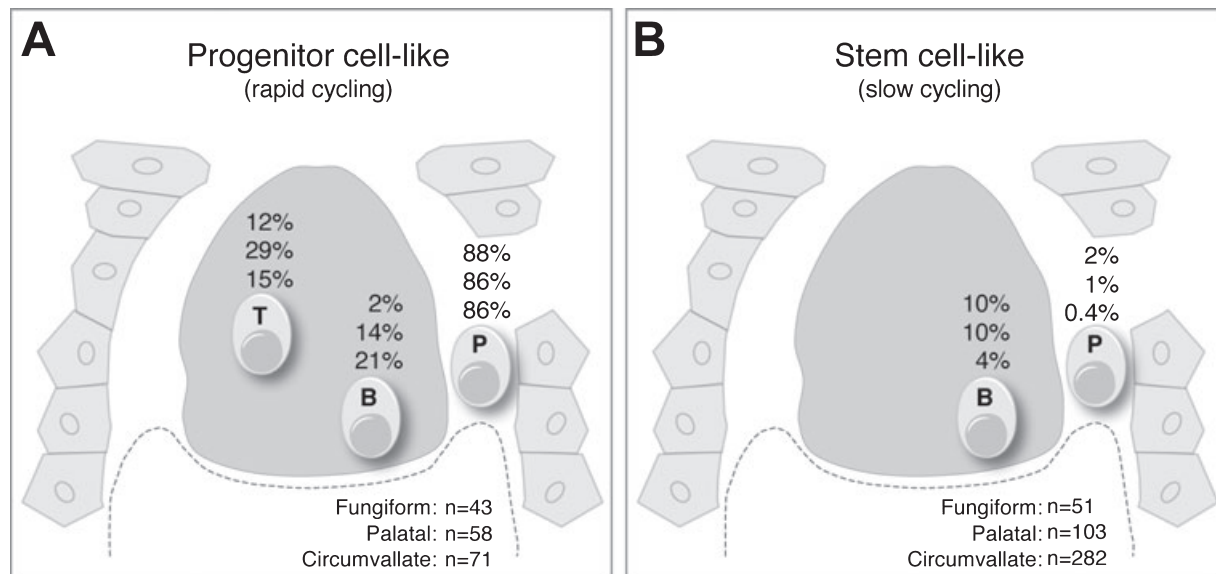 A
Progenitor cell-like
(rapid cycling)
12%
29%
15%
T
2%
14%
21%
B
88%
86%
86%
P
Fungiform: n=43
Palatal: n=58
Circumvallate: n=71
B
Stem cell-like
(slow cycling)
10%
10%
4%
B
2%
1%
0.4%
P
Fungiform: n=51
Palatal: n=103
Circumvallate: n=282